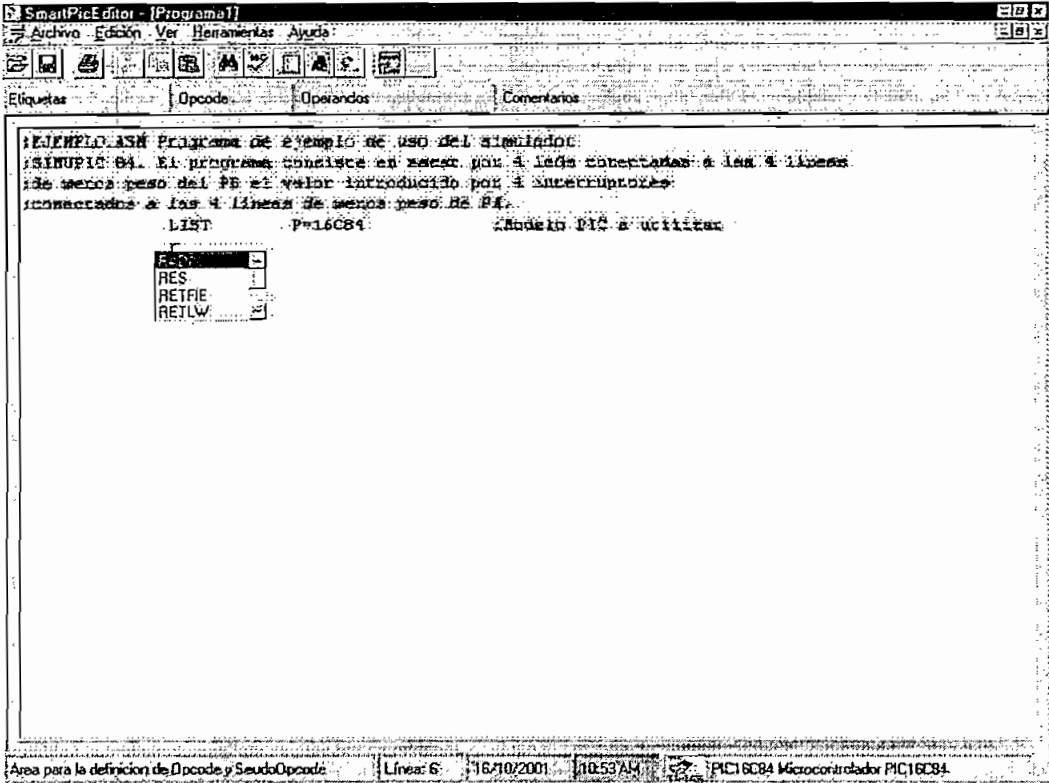 SmartPicEditor - [Programa1]
Archivo Edición Ver Herramientas Ayuda
Etiquetas Opcode Operandos Comentarios
;EJEMPLO.ASM Programa de ejemplo de uso del simulador
;SIMUPIC 84. El programa consiste en sacar por 4 leds conectadas a las 4 lineas
;de menos peso del PB el valor introducido por 4 interruptores
;conectados a las 4 lineas de menos peso de PA.
LIST P=16C84 ;Modelo PIC a utilizar
r
RES
RETFIE
RETLW
Area para la definicion de Opcode y SeudoOpcode Línea: 6 16/10/2001 10:53 AM PIC16C84 Microcontrolador PIC16C84